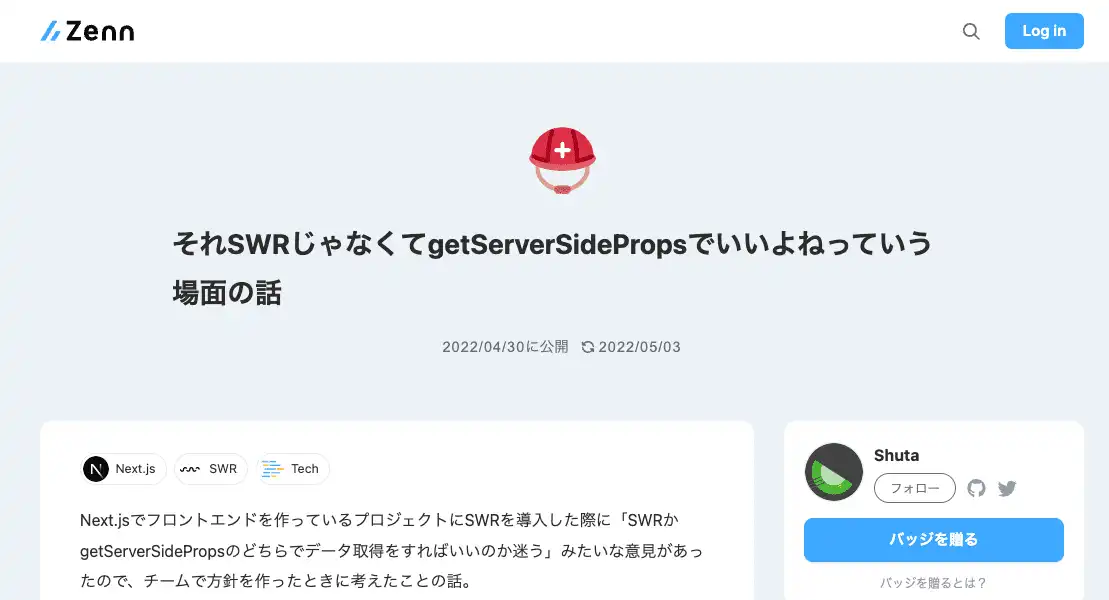 Zenn
Log in
それSWRじゃなくてgetServerSidePropsでいいよねっていう
場面の話
2022/04/30に公開 2022/05/03
Next.js SWR Tech
Next.jsでフロントエンドを作っているプロジェクトにSWRを導入した際に「SWRか
getServerSidePropsのどちらでデータ取得をすればいいのか迷う」みたいな意見があっ
たので、チームで方針を作ったときに考えたことの話。
Shuta
フォロー
バッジを贈る
バッジを贈るとは？